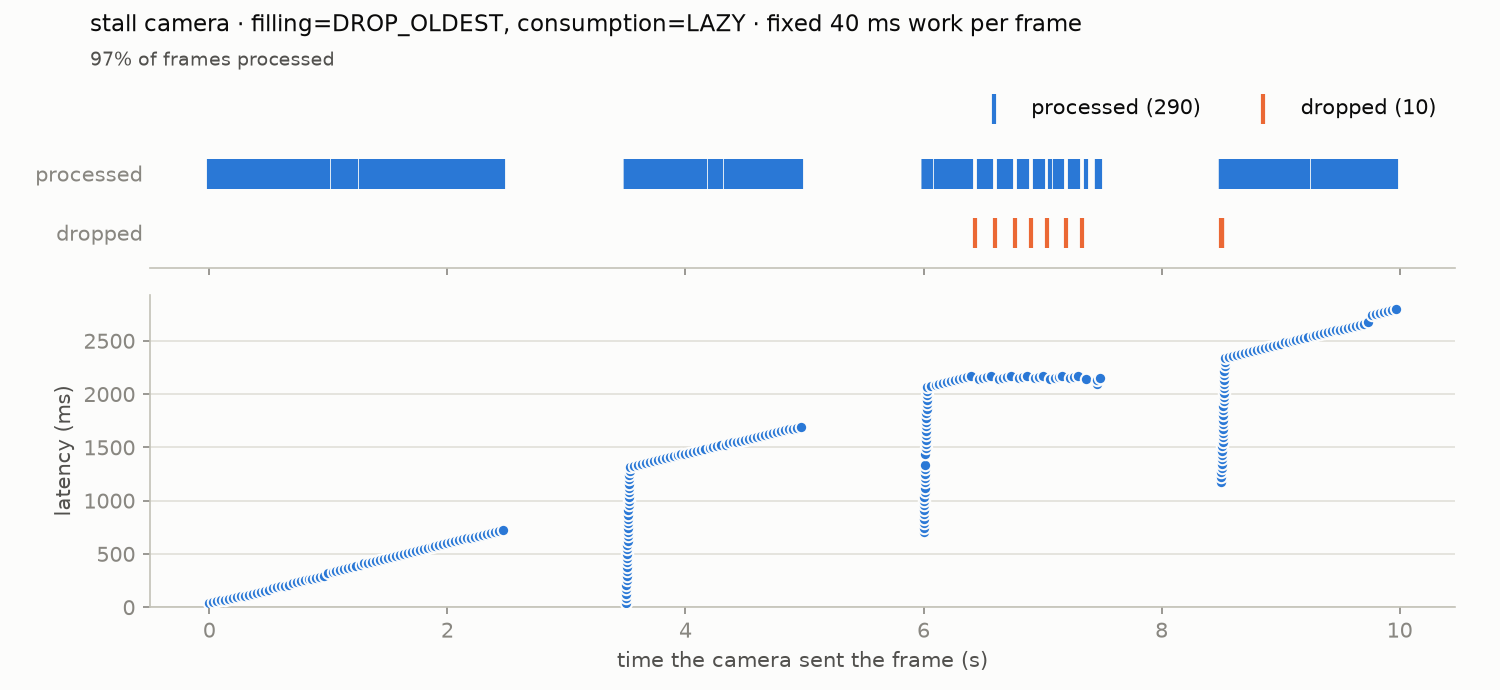 stall camera · filling=DROP_OLDEST, consumption=LAZY · fixed 40 ms work per frame
97% of frames processed
processed (290)
dropped (10)
processed
dropped
2500
2000
1500
1000
500
0
latency (ms)
0 2 4 6 8 10
time the camera sent the frame (s)